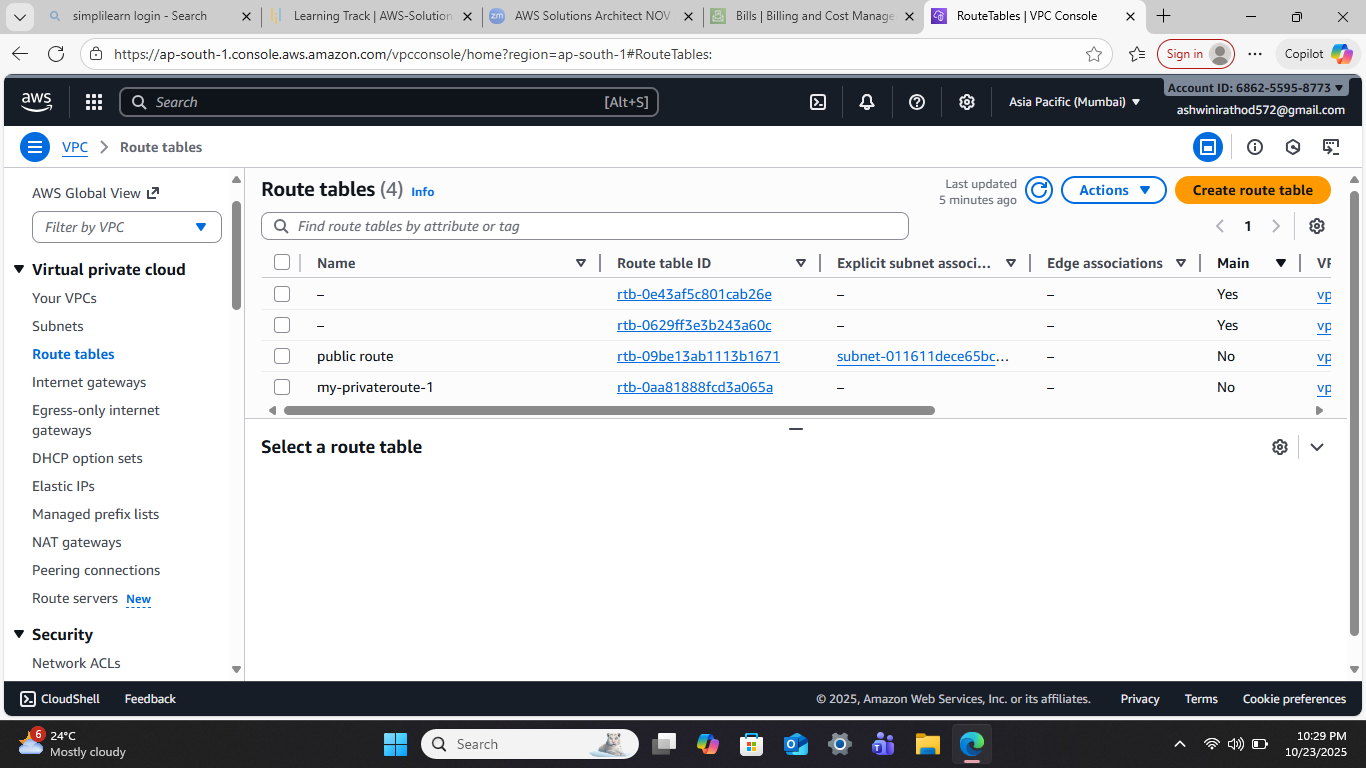 simplilearn login - Search
Learning Track | AWS-Solution
zm
AWS Solutions Architect NOV
Bills | Billing and Cost Manage
RouteTables | VPC Console
https://ap-south-1.console.aws.amazon.com/vpcconsole/home?region=ap-south-1#RouteTables:
Sign in
Copilot
aws
Search
[Alt+S]
Asia Pacific (Mumbai)
Account ID: 6862-5595-8773
ashwinirathod572@gmail.com
VPC
Route tables
AWS Global View
Filter by VPC
Virtual private cloud
Your VPCs
Subnets
Route tables
Internet gateways
Egress-only internet
gateways
DHCP option sets
Elastic IPs
Managed prefix lists
NAT gateways
Peering connections
Route servers New
Security
Network ACLs
Route tables (4) Info
Last updated
5 minutes ago
Actions
Create route table
Find route tables by attribute or tag
1
Name Route table ID Explicit subnet associ... Edge associations Main VP
– rtb-0e43af5c801cab26e – – Yes vp
– rtb-0629ff3e3b243a60c – – Yes vp
public route rtb-09be13ab1113b1671 subnet-011611dece65bc... – No vp
my-privateroute-1 rtb-0aa81888fcd3a065a – – No vp
Select a route table
CloudShell
Feedback
© 2025, Amazon Web Services, Inc. or its affiliates.
Privacy
Terms
Cookie preferences
6
24°C
Mostly cloudy
Search
10:29 PM
10/23/2025